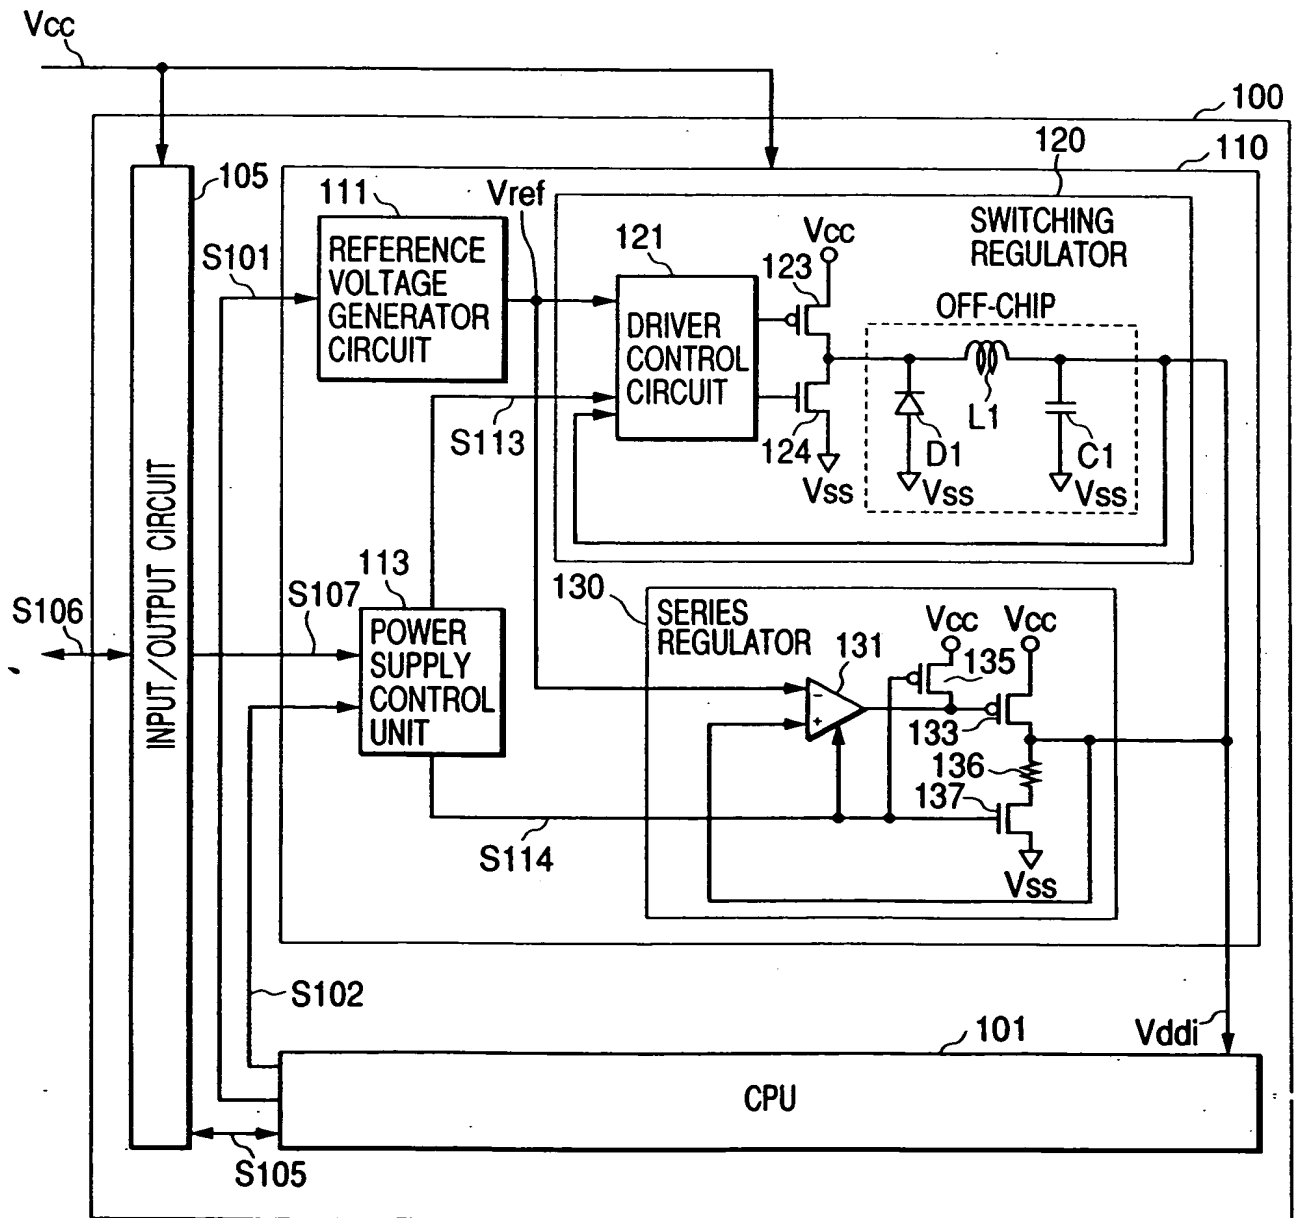 Vcc
100
120
110
105
111
Vref
SWITCHING
REGULATOR
Vcc
REFERENCE
VOLTAGE
GENERATOR
CIRCUIT
S101
121
123
OFF-CHIP
DRIVER
CONTROL
CIRCUIT
L1
S113
124
D1
C1
Vss
Vss
Vss
INPUT/OUTPUT CIRCUIT
113
130
SERIES
REGULATOR
Vcc
Vcc
S106
S107
POWER
SUPPLY
CONTROL
UNIT
131
135
-
+
133
136
137
S114
Vss
S102
Vddi
101
CPU
S105